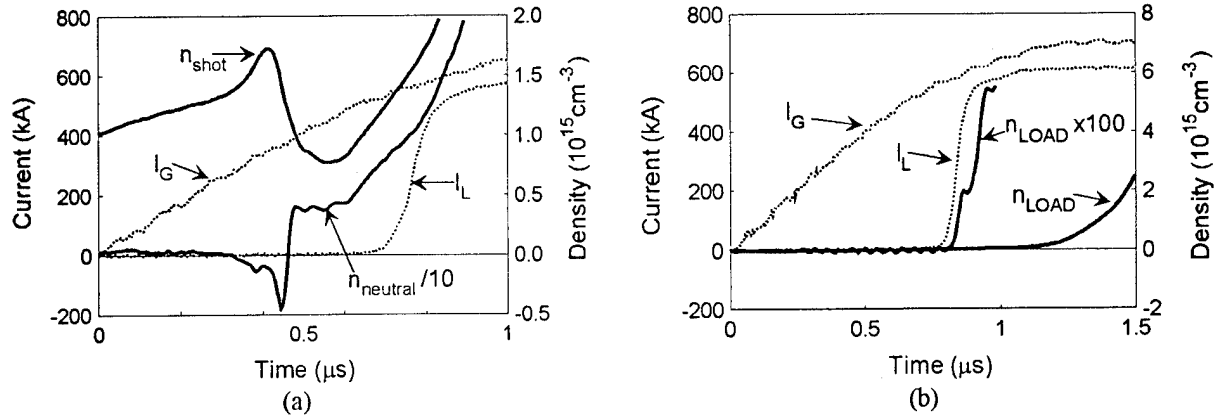 800
600
400
200
0
-200
Current (kA)
n_shot
I_G
I_L
n_neutral /10
2.0
1.5
1.0
0.5
0.0
-0.5
Density (10^15 cm^-3)
0
0.5
1
Time (μs)
(a)
800
600
400
200
0
-200
Current (kA)
I_G
I_L
n_LOAD x100
n_LOAD
8
6
4
2
0
-2
Density (10^15 cm^-3)
0
0.5
1
1.5
Time (μs)
(b)